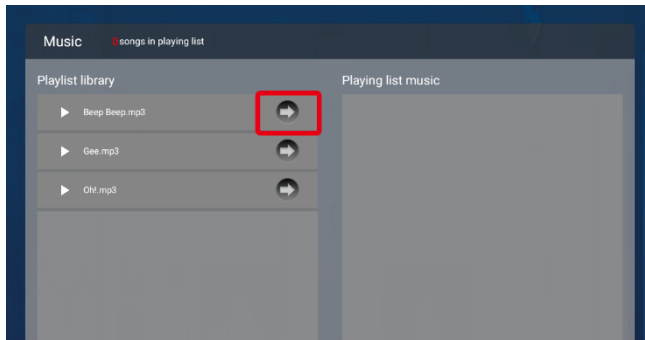 Music 0 songs in playing list
Playlist library
Playing list music
Beep Beep.mp3
Gee.mp3
Oh!.mp3